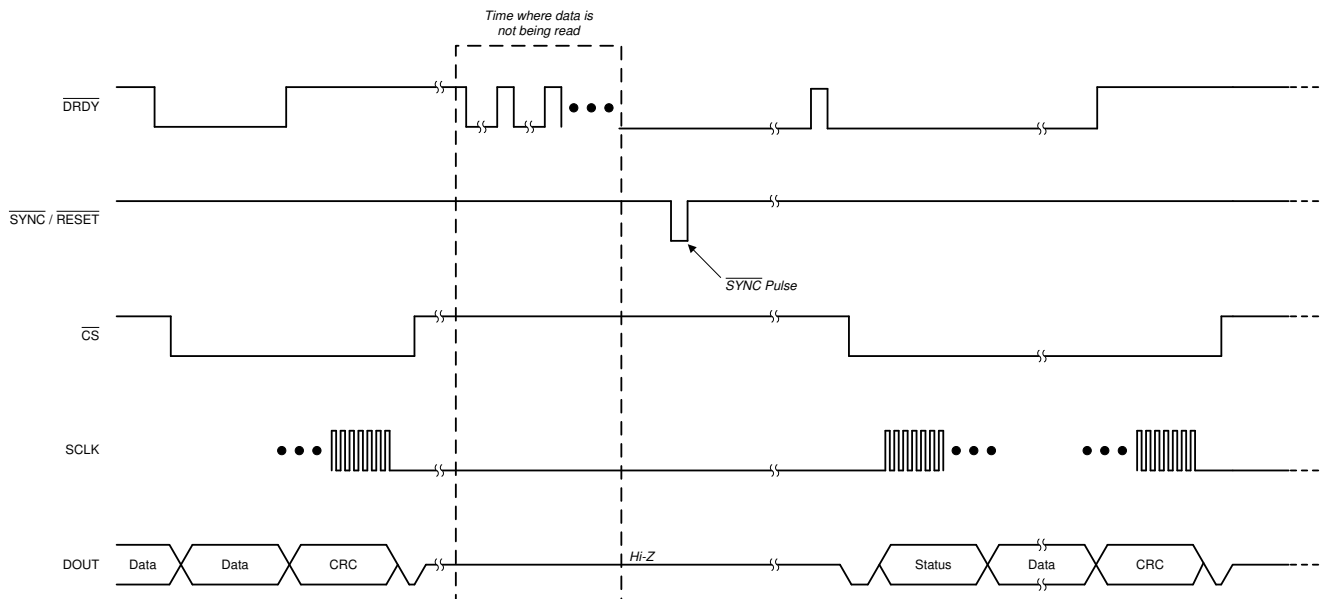 Time where data is
not being read
DRDY
SYNC / RESET
SYNC Pulse
CS
SCLK
DOUT
Data
Data
CRC
Hi-Z
Status
Data
CRC